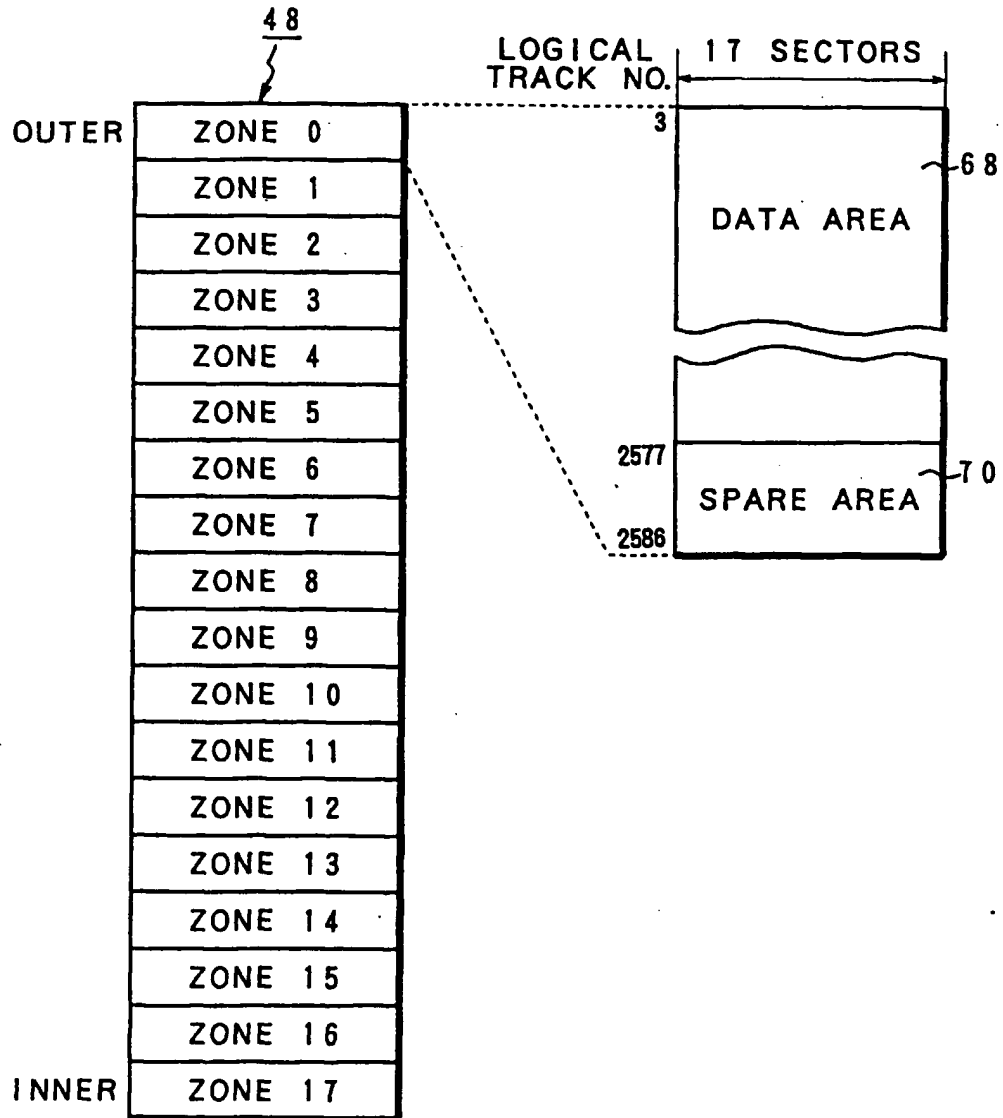 48
LOGICAL 17 SECTORS
TRACK NO.
OUTER ZONE 0 3
ZONE 1 68
ZONE 2 DATA AREA
ZONE 3
ZONE 4
ZONE 5
ZONE 6 2577 70
SPARE AREA
ZONE 7 2586
ZONE 8
ZONE 9
ZONE 10
ZONE 11
ZONE 12
ZONE 13
ZONE 14
ZONE 15
ZONE 16
INNER ZONE 17